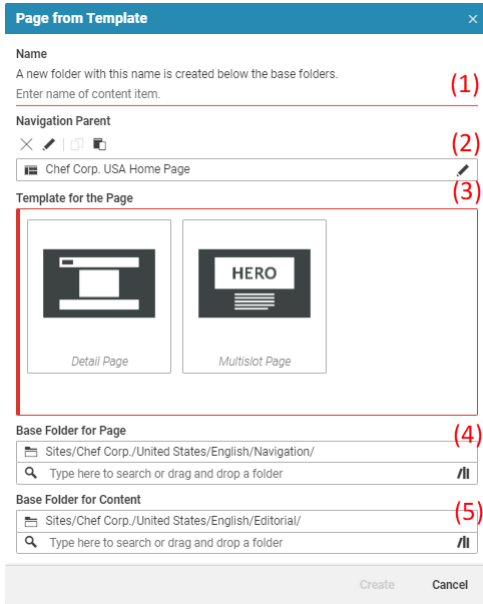 Page from Template
Name
A new folder with this name is created below the base folders.
Enter name of content item.
(1)
Navigation Parent
(2)
Chef Corp. USA Home Page
(3)
Template for the Page
HERO
Detail Page
Multislot Page
Base Folder for Page
(4)
Sites/Chef Corp./United States/English/Navigation/
Type here to search or drag and drop a folder
Base Folder for Content
(5)
Sites/Chef Corp./United States/English/Editorial/
Type here to search or drag and drop a folder
Create Cancel